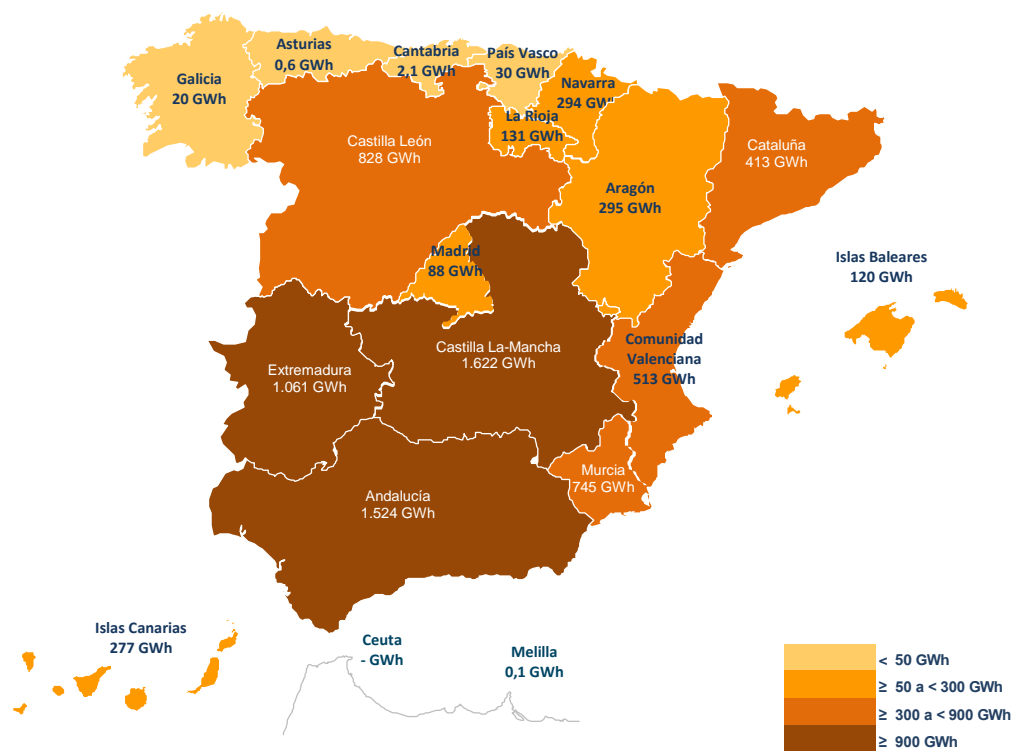 Asturias
0,6 GWh
Cantabria
2,1 GWh
País Vasco
30 GWh
Galicia
20 GWh
Navarra
294 GWh
La Rioja
131 GWh
Castilla León
828 GWh
Cataluña
413 GWh
Aragón
295 GWh
Madrid
88 GWh
Islas Baleares
120 GWh
Castilla La-Mancha
1.622 GWh
Comunidad
Valenciana
513 GWh
Extremadura
1.061 GWh
Murcia
745 GWh
Andalucía
1.524 GWh
Islas Canarias
277 GWh
Ceuta
- GWh
Melilla
0,1 GWh
< 50 GWh
≥ 50 a < 300 GWh
≥ 300 a < 900 GWh
≥ 900 GWh